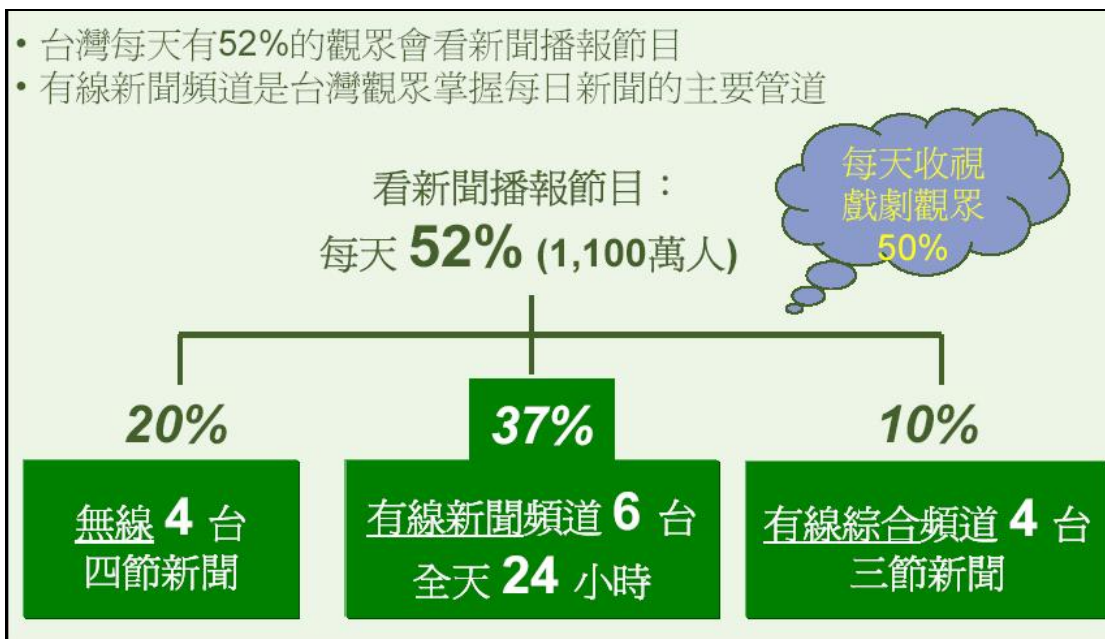 • 台灣每天有52%的觀眾會看新聞播報節目
• 有線新聞頻道是台灣觀眾掌握每日新聞的主要管道
每天收視
戲劇觀眾
50%
看新聞播報節目：
每天 52% (1,100萬人)
20%
37%
10%
無線 4 台
四節新聞
有線新聞頻道 6 台
全天 24 小時
有線綜合頻道 4 台
三節新聞